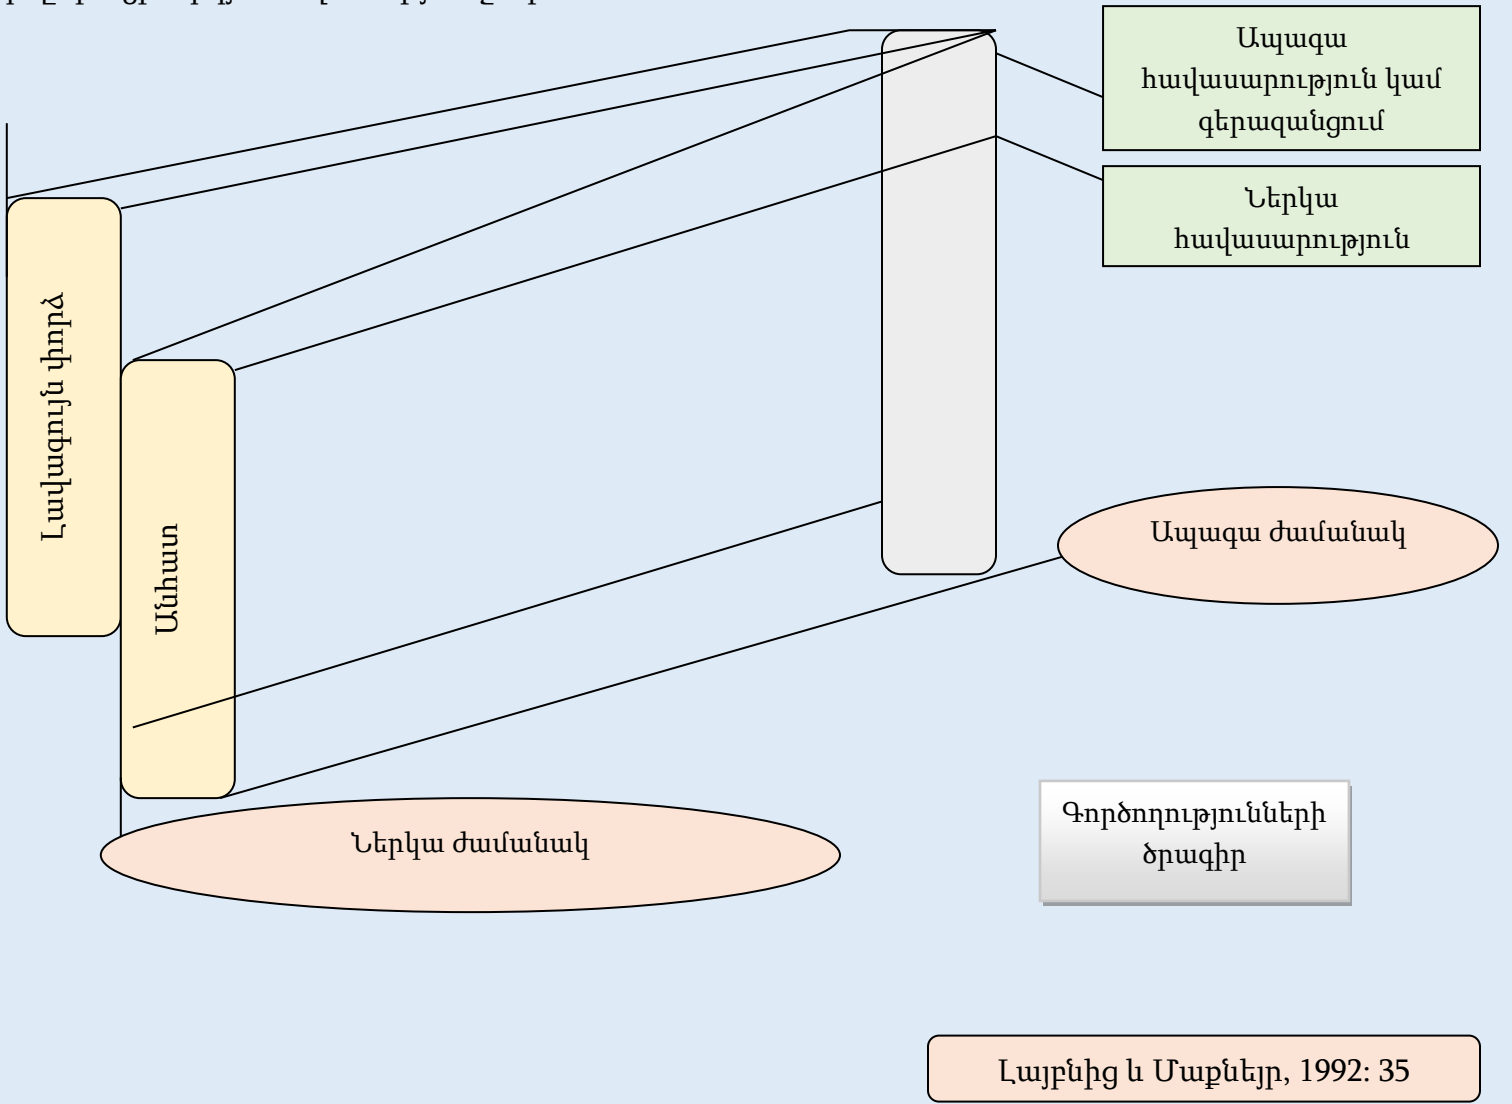 Ապագա
հավասարություն կամ
գերազանցում
Ներկա
հավասարություն
Լավագույն փորձ
Անհատ
Ապագա ժամանակ
Ներկա ժամանակ
Գործողությունների
ծրագիր
Լայբնից և Մաքնեյր, 1992: 35